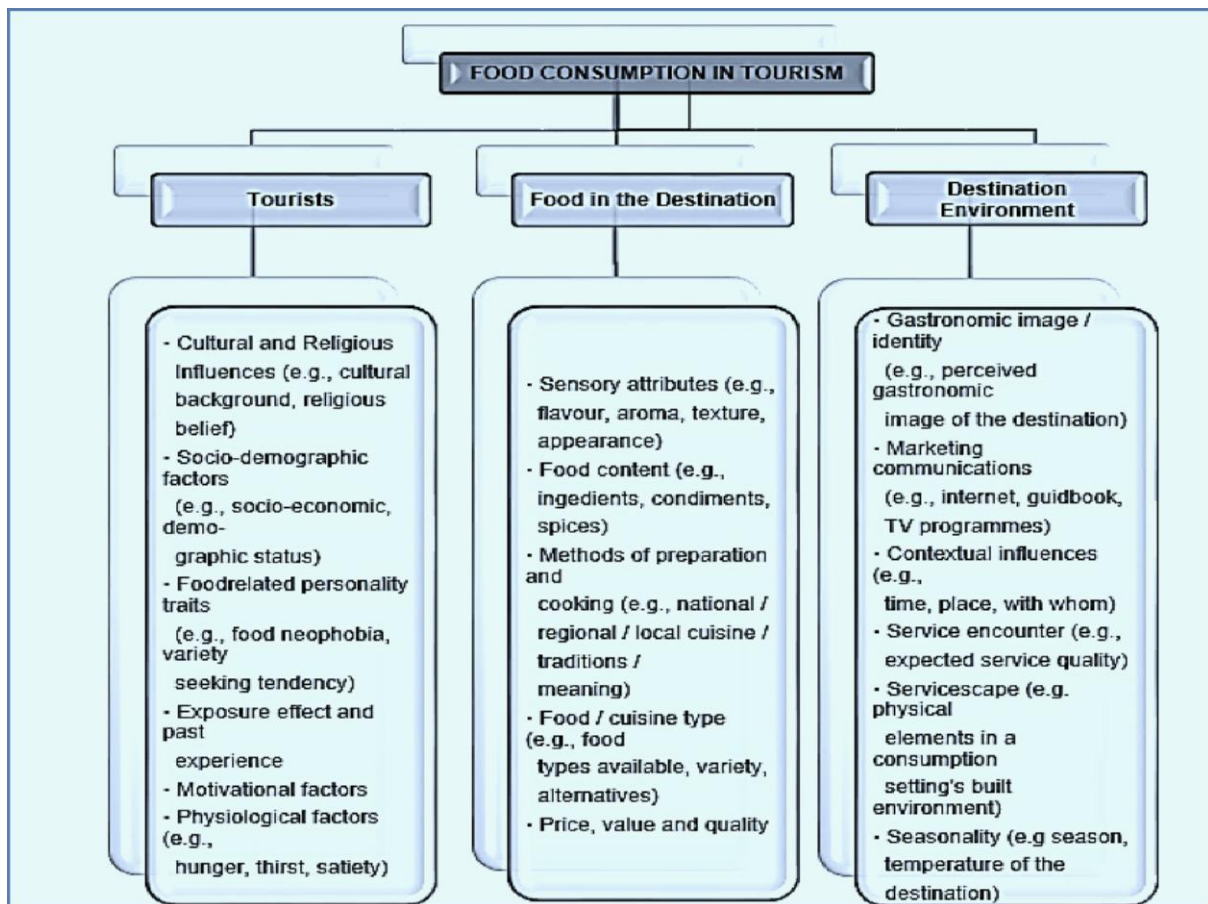 FOOD CONSUMPTION IN TOURISM
Tourists
· Cultural and Religious
Influences (e.g., cultural
background, religious
belief)
· Socio-demographic
factors
(e.g., socio-economic,
demo-
graphic status)
· Foodrelated personality
traits
(e.g., food neophobia,
variety
seeking tendency)
· Exposure effect and
past
experience
· Motivational factors
· Physiological factors
(e.g.,
hunger, thirst, satiety)
Food in the Destination
· Sensory attributes (e.g.,
flavour, aroma, texture,
appearance)
· Food content (e.g.,
ingedients, condiments,
spices)
· Methods of preparation
and
cooking (e.g., national /
regional / local cuisine /
traditions /
meaning)
· Food / cuisine type
(e.g., food
types available, variety,
alternatives)
· Price, value and quality
Destination
Environment
· Gastronomic image /
identity
(e.g., perceived
gastronomic
image of the destination)
· Marketing
communications
(e.g., internet, guidbook,
TV programmes)
· Contextual influences
(e.g.,
time, place, with whom)
· Service encounter (e.g.,
expected service quality)
· Servicescape (e.g.
physical
elements in a
consumption
setting's built
environment)
· Seasonality (e.g season,
temperature of the
destination)